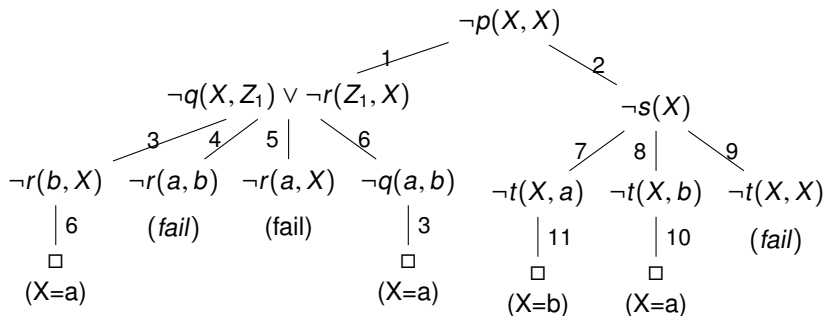 ¬p(X, X)
1 2
¬q(X, Z₁) ∨ ¬r(Z₁, X) ¬s(X)
3 4 5 6 7 8 9
¬r(b, X) ¬r(a, b) ¬r(a, X) ¬q(a, b) ¬t(X, a) ¬t(X, b) ¬t(X, X)
(fail) (fail) (fail)
6 3 11 10
□ □ □ □
(X=a) (X=a) (X=b) (X=a)